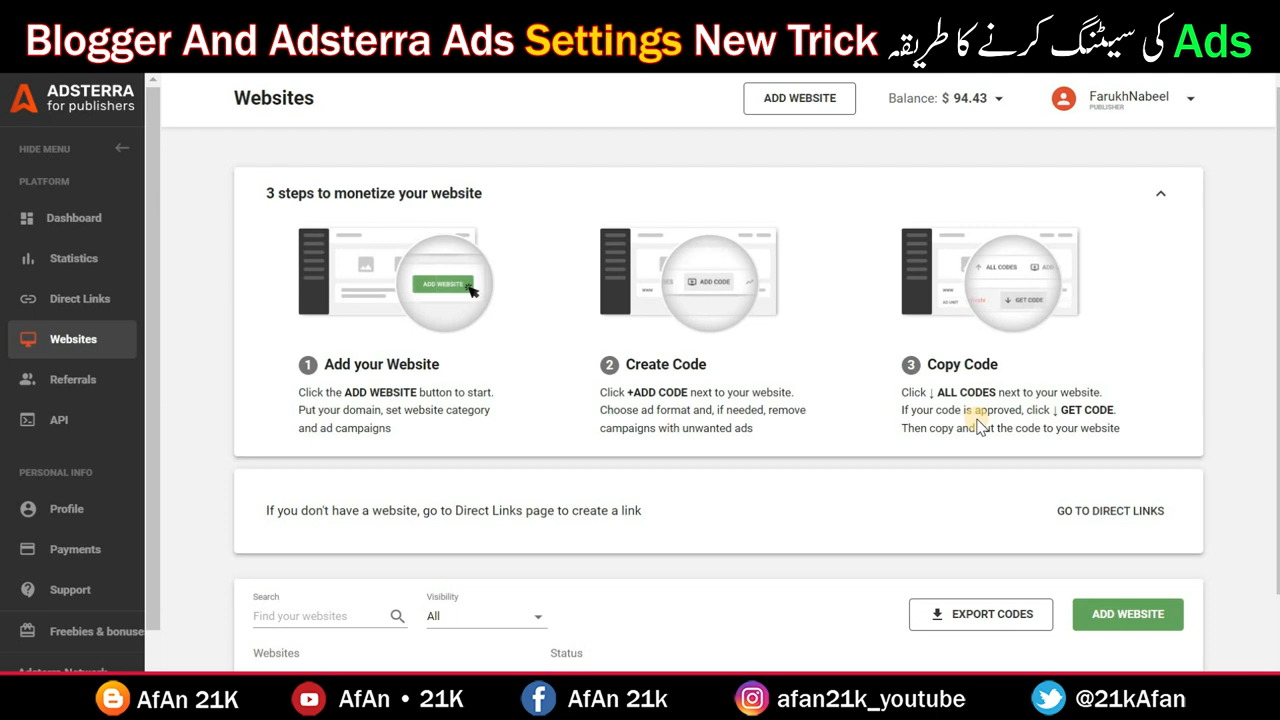 Blogger And Adsterra Ads Settings New Trick Ads کی سیٹنگ کرنے کا طریقہ
ADSTERRA
for publishers
HIDE MENU
PLATFORM
Dashboard
Statistics
Direct Links
Websites
Referrals
API
PERSONAL INFO
Profile
Payments
Support
Freebies & bonuse
Websites
ADD WEBSITE
Balance: $ 94.43
FarukhNabeel
PUBLISHER
3 steps to monetize your website
ADD WEBSITE
ADD CODE
ALL CODES
GET CODE
1 Add your Website
Click the ADD WEBSITE button to start.
Put your domain, set website category
and ad campaigns
2 Create Code
Click +ADD CODE next to your website.
Choose ad format and, if needed, remove
campaigns with unwanted ads
3 Copy Code
Click ↓ ALL CODES next to your website.
If your code is approved, click ↓ GET CODE.
Then copy and the code to your website
If you don't have a website, go to Direct Links page to create a link
GO TO DIRECT LINKS
Search
Find your websites
Visibility
All
EXPORT CODES
ADD WEBSITE
Websites Status
AfAn 21K AfAn • 21K AfAn 21k afan21k_youtube @21kAfan